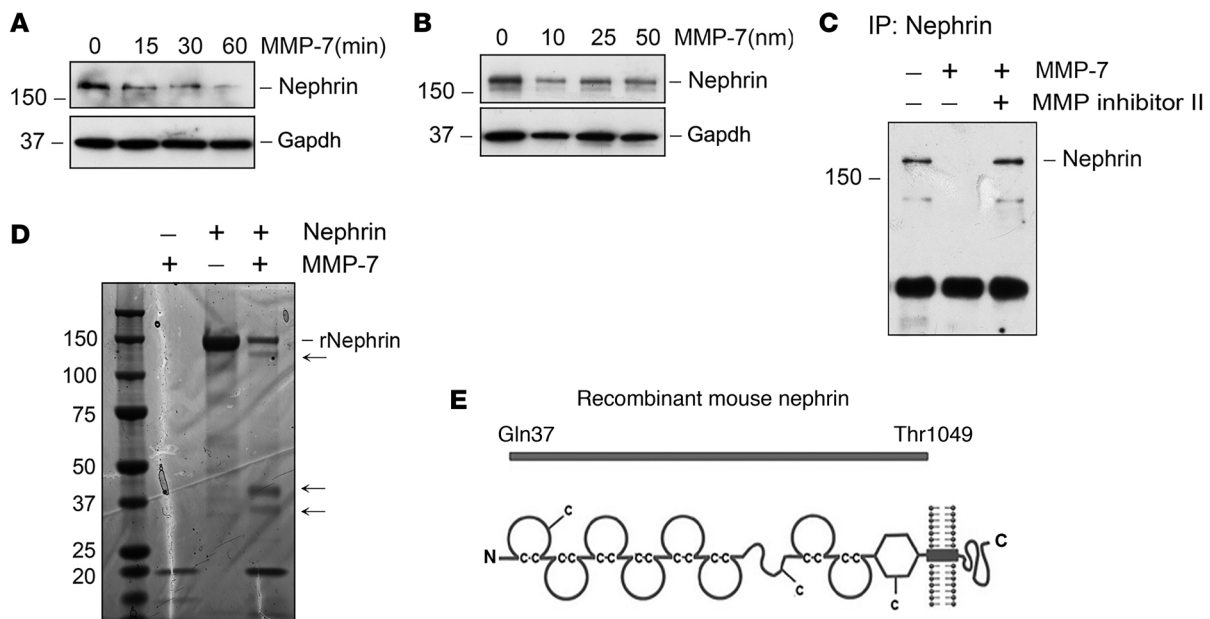 A
0 15 30 60 MMP-7(min)
– Nephrin
150 –
37 –
– Gapdh
B
0 10 25 50 MMP-7(nm)
– Nephrin
150 –
37 –
– Gapdh
C
IP: Nephrin
– + + MMP-7
– – + MMP inhibitor II
– Nephrin
150 –
D
– + + Nephrin
+ – + MMP-7
150
– rNephrin
100
75
50
37
25
20
E
Recombinant mouse nephrin
Gln37 Thr1049
C
N C-C C-C C-C C-C C-C C-C C-C C-C C-C C
C C